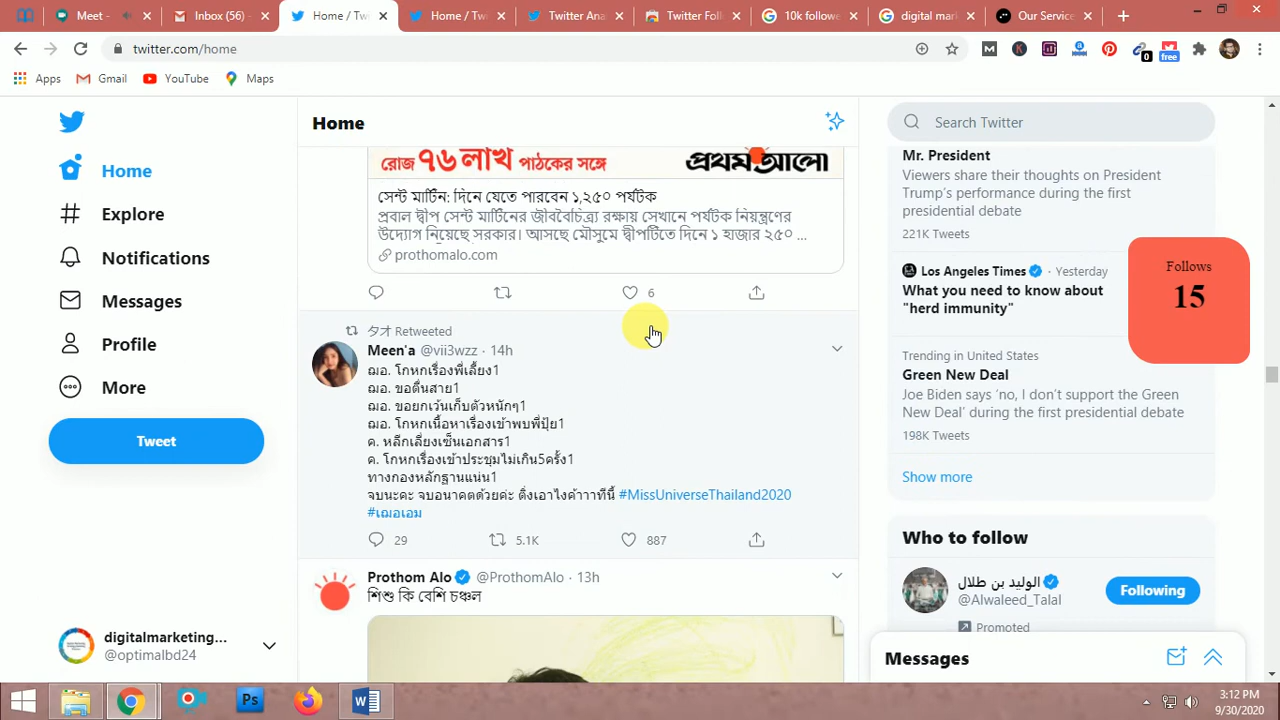 Meet -
Inbox (56)
Home / Tw
Home / Tw
Twitter Ana
Twitter Foll
10k followe
digital mar
Our Service
twitter.com/home
0
free
Apps
Gmail
YouTube
Maps
Home
Explore
Notifications
Messages
Profile
More
Tweet
digitalmarketing...
@optimalbd24
Home
রোজ ৭৬ লাখ পাঠকের সঙ্গে
প্রথম আলো
সেন্ট মার্টিন: দিনে যেতে পারবেন ১,২৫০ পর্যটক
প্রবাল দ্বীপ সেন্ট মার্টিনের জীববৈচিত্র্য রক্ষায় সেখানে পর্যটক নিয়ন্ত্রণের
উদ্যোগ নিয়েছে সরকার। আসছে মৌসুমে দ্বীপটিতে দিনে ১ হাজার ২৫০ ...
prothomalo.com
6
夕才 Retweeted
Meen'a @vii3wzz · 14h
ฌอ. โกหกเรื่องพี่เลี้ยง1
ฌอ. ขอตื่นสาย1
ฌอ. ขอยกเว้นเก็บตัวหนักๆ1
ฌอ. โกหกเนื้อหาเรื่องเข้าพบพี่ปุ้ย1
ค. หลีกเลี่ยงเซ็นเอกสาร1
ค. โกหกเรื่องเข้าประชุมไม่เกิน5ครั้ง1
ทางกองหลักฐานแน่น1
จบนะคะ จบอนาคตด้วยค่ะ ตึ่งเอาไงค้าาาทีนี้ #MissUniverseThailand2020
#เฌอเอม
29
5.1K
887
Prothom Alo @ProthomAlo · 13h
শিশু কি বেশি চঞ্চল
Search Twitter
Mr. President
Viewers share their thoughts on President
Trump's performance during the first
presidential debate
221K Tweets
Los Angeles Times · Yesterday
What you need to know about
"herd immunity"
Trending in United States
Green New Deal
Joe Biden says 'no, I don't support the Green
New Deal' during the first presidential debate
198K Tweets
Show more
Follows
15
Who to follow
الوليد بن طلال
@Alwaleed_Talal
Following
Promoted
Messages
Ps
3:12 PM
9/30/2020